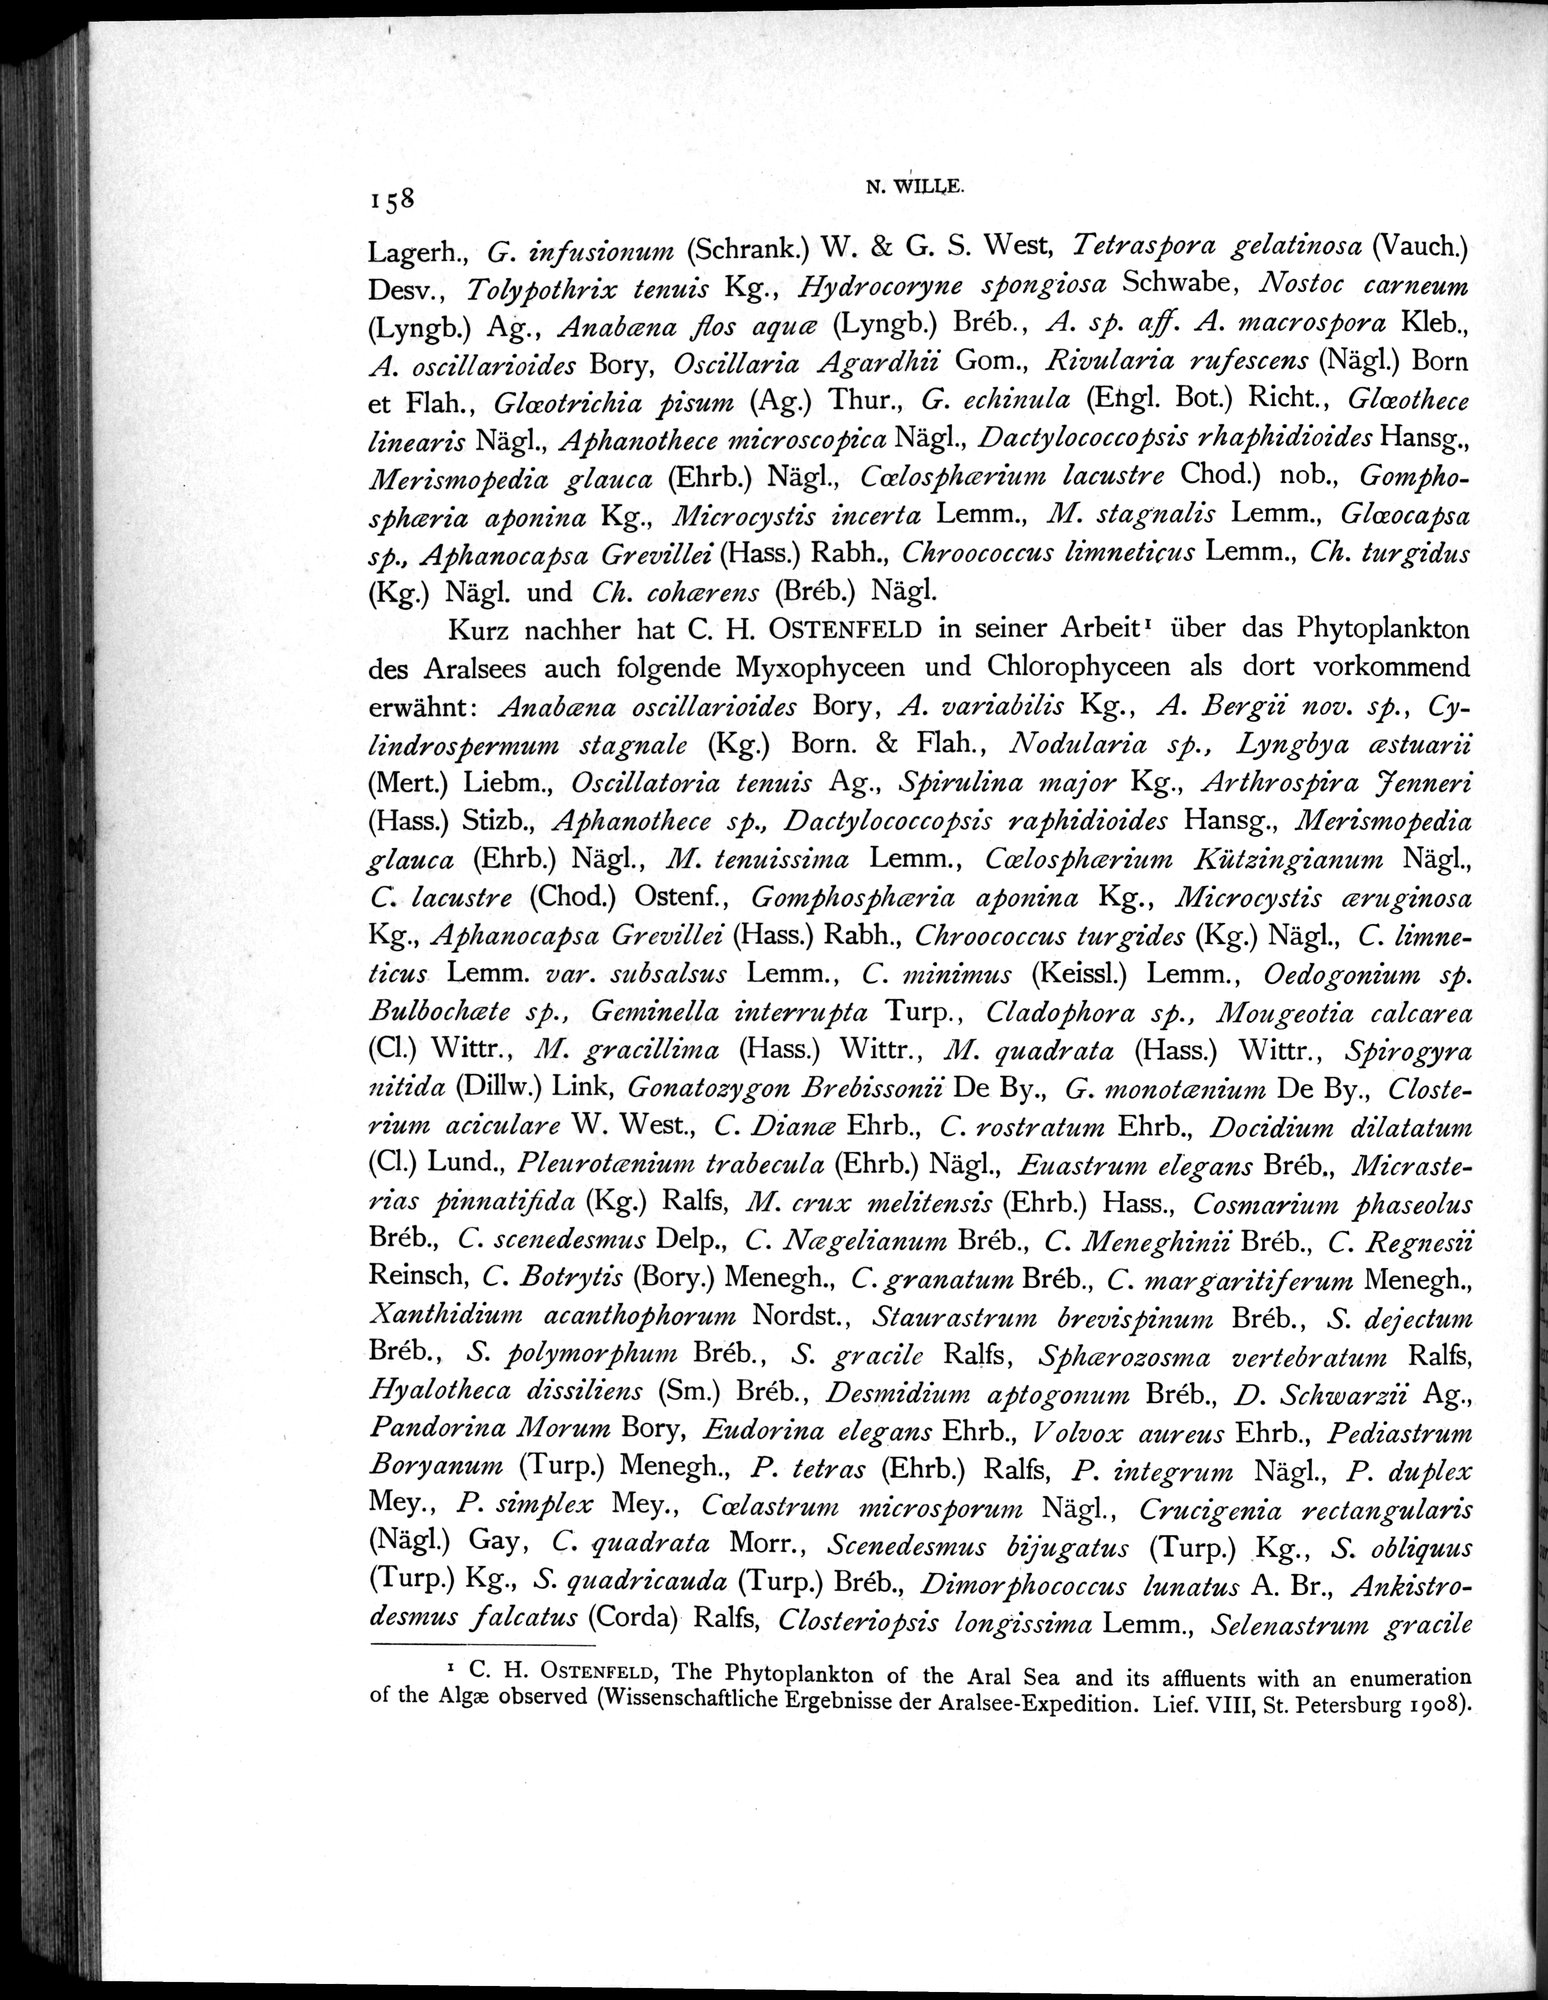 158
N. WILLE.
Lagerh., G. infusionum (Schrank.) W. & G. S. West, Tetraspora gelatinosa (Vauch.)
Desv., Tolypothrix tenuis Kg., Hydrocoryne spongiosa Schwabe, Nostoc carneum
(Lyngb.) Ag., Anabæna flos aquæ (Lyngb.) Bréb., A. sp. aff. A. macrospora Kleb.,
A. oscillarioides Bory, Oscillaria Agardhii Gom., Rivularia rufescens (Nägl.) Born
et Flah., Glœotrichia pisum (Ag.) Thur., G. echinula (Engl. Bot.) Richt., Glœothece
linearis Nägl., Aphanothece microscopica Nägl., Dactylococcopsis rhaphidioides Hansg.,
Merismopedia glauca (Ehrb.) Nägl., Cœlosphærium lacustre Chod.) nob., Gompho-
sphæria aponina Kg., Microcystis incerta Lemm., M. stagnalis Lemm., Glœocapsa
sp., Aphanocapsa Grevillei (Hass.) Rabh., Chroococcus limneticus Lemm., Ch. turgidus
(Kg.) Nägl. und Ch. cohærens (Bréb.) Nägl.
Kurz nachher hat C. H. OSTENFELD in seiner Arbeit¹ über das Phytoplankton
des Aralsees auch folgende Myxophyceen und Chlorophyceen als dort vorkommend
erwähnt: Anabæna oscillarioides Bory, A. variabilis Kg., A. Bergii nov. sp., Cy-
lindrospermum stagnale (Kg.) Born. & Flah., Nodularia sp., Lyngbya æstuarii
(Mert.) Liebm., Oscillatoria tenuis Ag., Spirulina major Kg., Arthrospira Jenneri
(Hass.) Stizb., Aphanothece sp., Dactylococcopsis raphidioides Hansg., Merismopedia
glauca (Ehrb.) Nägl., M. tenuissima Lemm., Cœlosphærium Kützingianum Nägl.,
C. lacustre (Chod.) Ostenf., Gomphosphæria aponina Kg., Microcystis æruginosa
Kg., Aphanocapsa Grevillei (Hass.) Rabh., Chroococcus turgides (Kg.) Nägl., C. limne-
ticus Lemm. var. subsalsus Lemm., C. minimus (Keissl.) Lemm., Oedogonium sp.
Bulbochæte sp., Geminella interrupta Turp., Cladophora sp., Mougeotia calcarea
(Cl.) Wittr., M. gracillima (Hass.) Wittr., M. quadrata (Hass.) Wittr., Spirogyra
nitida (Dillw.) Link, Gonatozygon Brebissonii De By., G. monotænium De By., Closte-
rium aciculare W. West., C. Dianæ Ehrb., C. rostratum Ehrb., Docidium dilatatum
(Cl.) Lund., Pleurotænium trabecula (Ehrb.) Nägl., Euastrum elegans Bréb., Micraste-
rias pinnatifida (Kg.) Ralfs, M. crux melitensis (Ehrb.) Hass., Cosmarium phaseolus
Bréb., C. scenedesmus Delp., C. Nægelianum Bréb., C. Meneghinii Bréb., C. Regnesii
Reinsch, C. Botrytis (Bory.) Menegh., C. granatum Bréb., C. margaritiferum Menegh.,
Xanthidium acanthophorum Nordst., Staurastrum brevispinum Bréb., S. dejectum
Bréb., S. polymorphum Bréb., S. gracile Ralfs, Sphærozosma vertebratum Ralfs,
Hyalotheca dissiliens (Sm.) Bréb., Desmidium aptogonum Bréb., D. Schwarzii Ag.,
Pandorina Morum Bory, Eudorina elegans Ehrb., Volvox aureus Ehrb., Pediastrum
Boryanum (Turp.) Menegh., P. tetras (Ehrb.) Ralfs, P. integrum Nägl., P. duplex
Mey., P. simplex Mey., Cœlastrum microsporum Nägl., Crucigenia rectangularis
(Nägl.) Gay, C. quadrata Morr., Scenedesmus bijugatus (Turp.) Kg., S. obliquus
(Turp.) Kg., S. quadricauda (Turp.) Bréb., Dimorphococcus lunatus A. Br., Ankistro-
desmus falcatus (Corda) Ralfs, Closteriopsis longissima Lemm., Selenastrum gracile
¹ C. H. OSTENFELD, The Phytoplankton of the Aral Sea and its affluents with an enumeration
of the Algæ observed (Wissenschaftliche Ergebnisse der Aralsee-Expedition. Lief. VIII, St. Petersburg 1908).